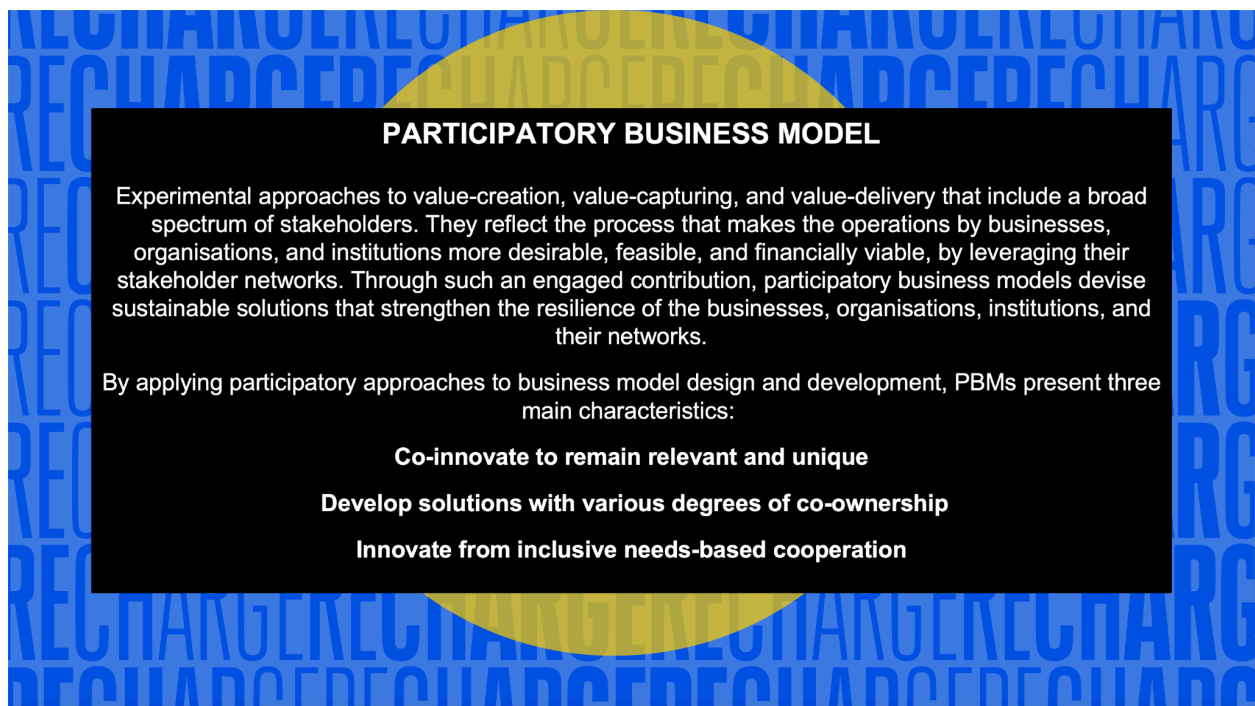 RECHARGERECHARGERECHARGE
RECHARGERECHARGERECHARGE
PARTICIPATORY BUSINESS MODEL
Experimental approaches to value-creation, value-capturing, and value-delivery that include a broad
spectrum of stakeholders. They reflect the process that makes the operations by businesses,
organisations, and institutions more desirable, feasible, and financially viable, by leveraging their
stakeholder networks. Through such an engaged contribution, participatory business models devise
sustainable solutions that strengthen the resilience of the businesses, organisations, institutions, and
their networks.
By applying participatory approaches to business model design and development, PBMs present three
main characteristics:
Co-innovate to remain relevant and unique
Develop solutions with various degrees of co-ownership
Innovate from inclusive needs-based cooperation
RECHARGERECHARGERECHARGERECHARG